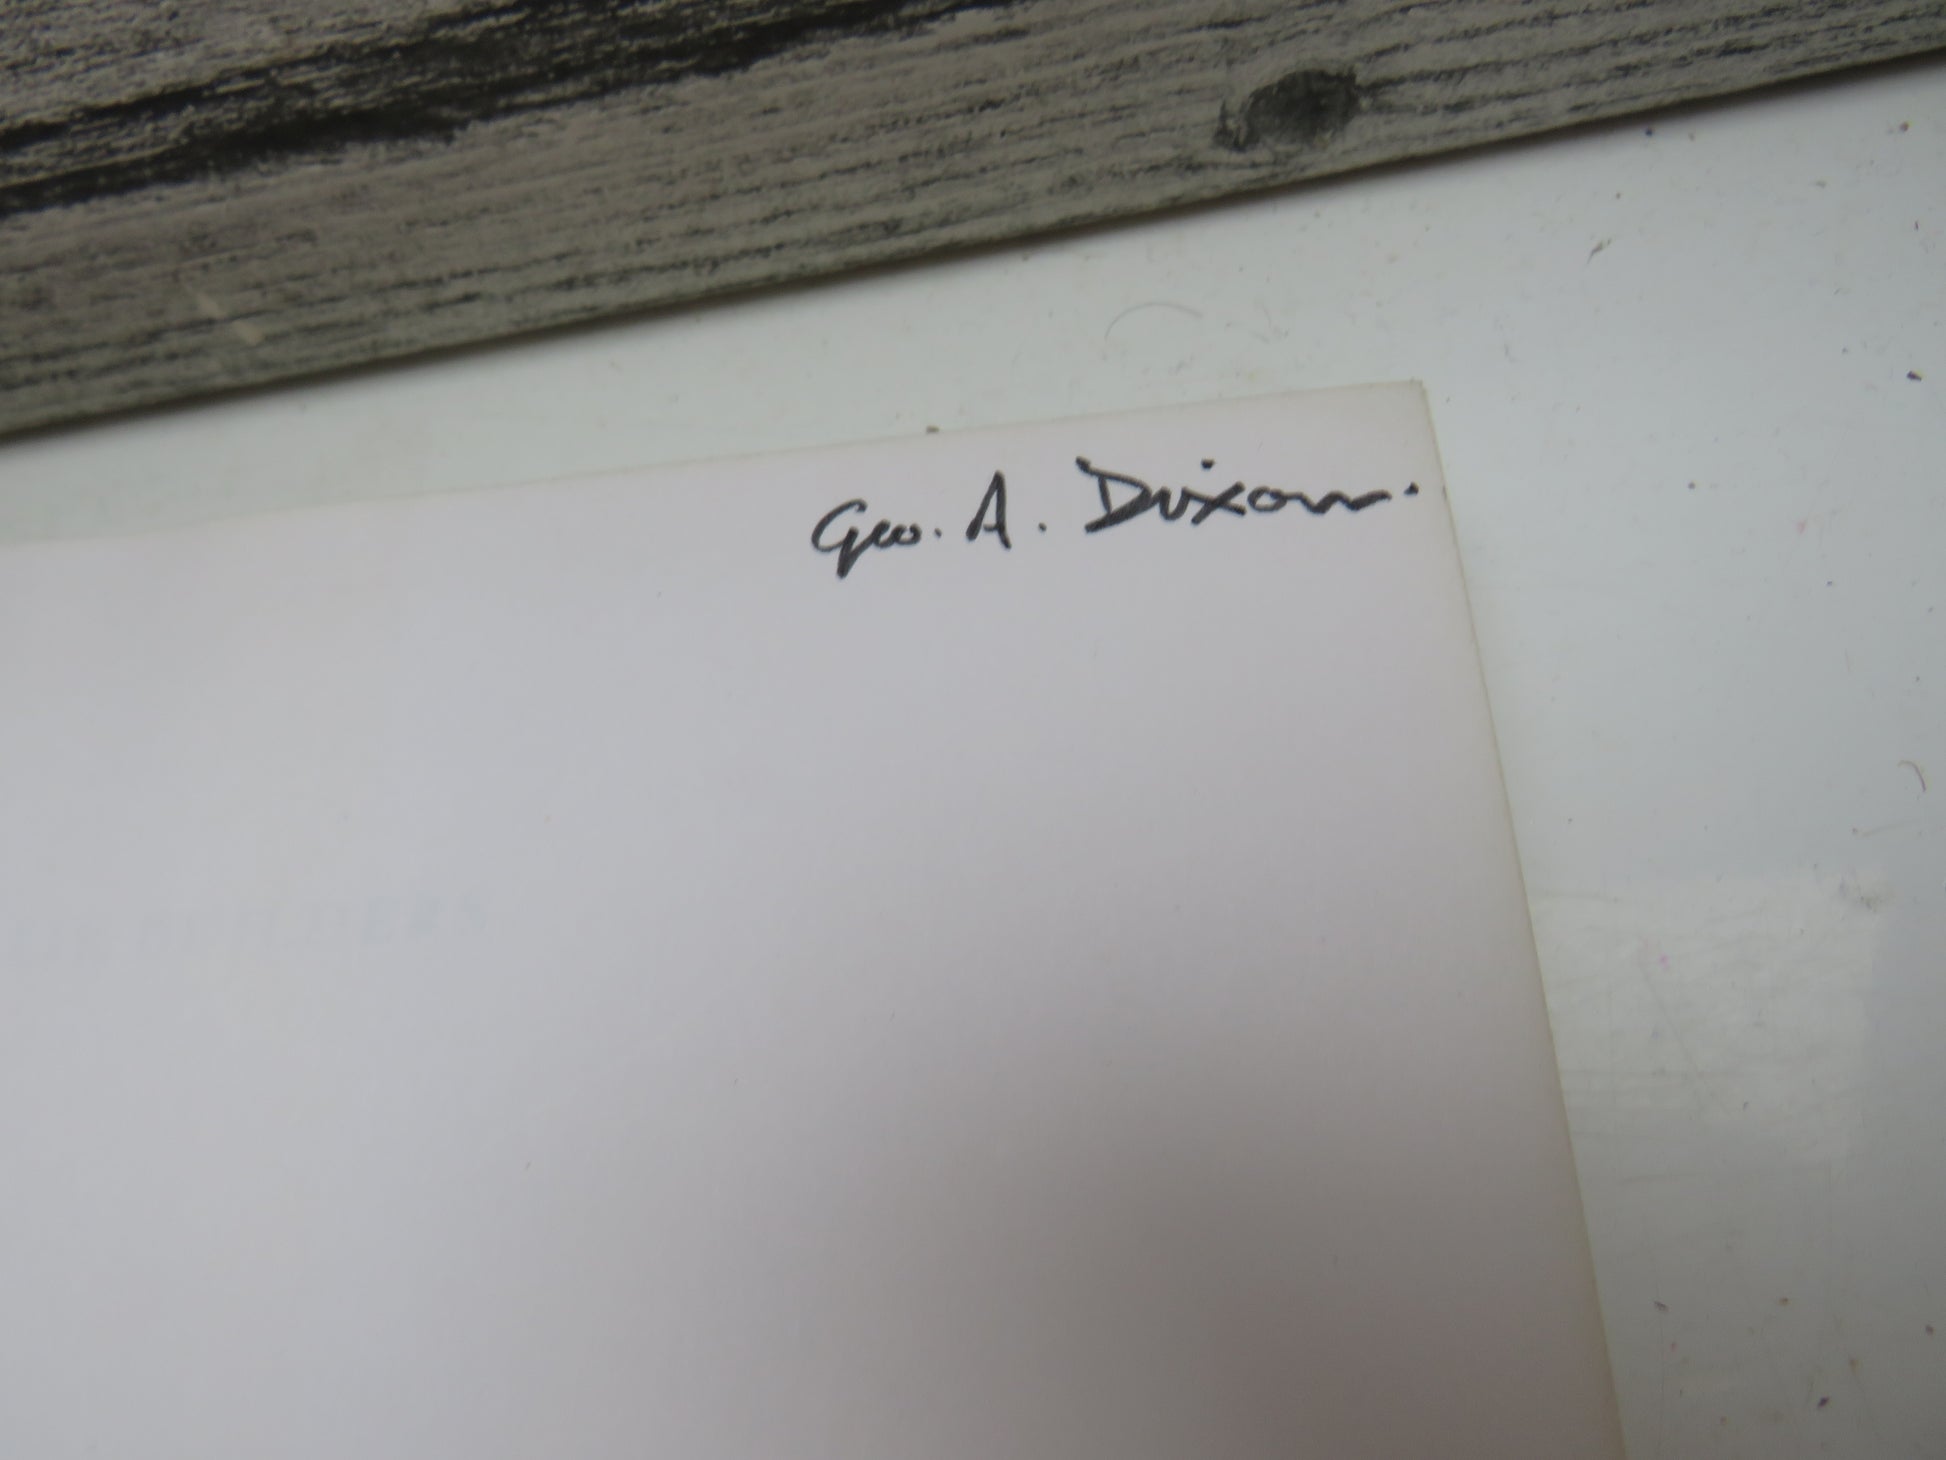 Geo. A. Dixon.